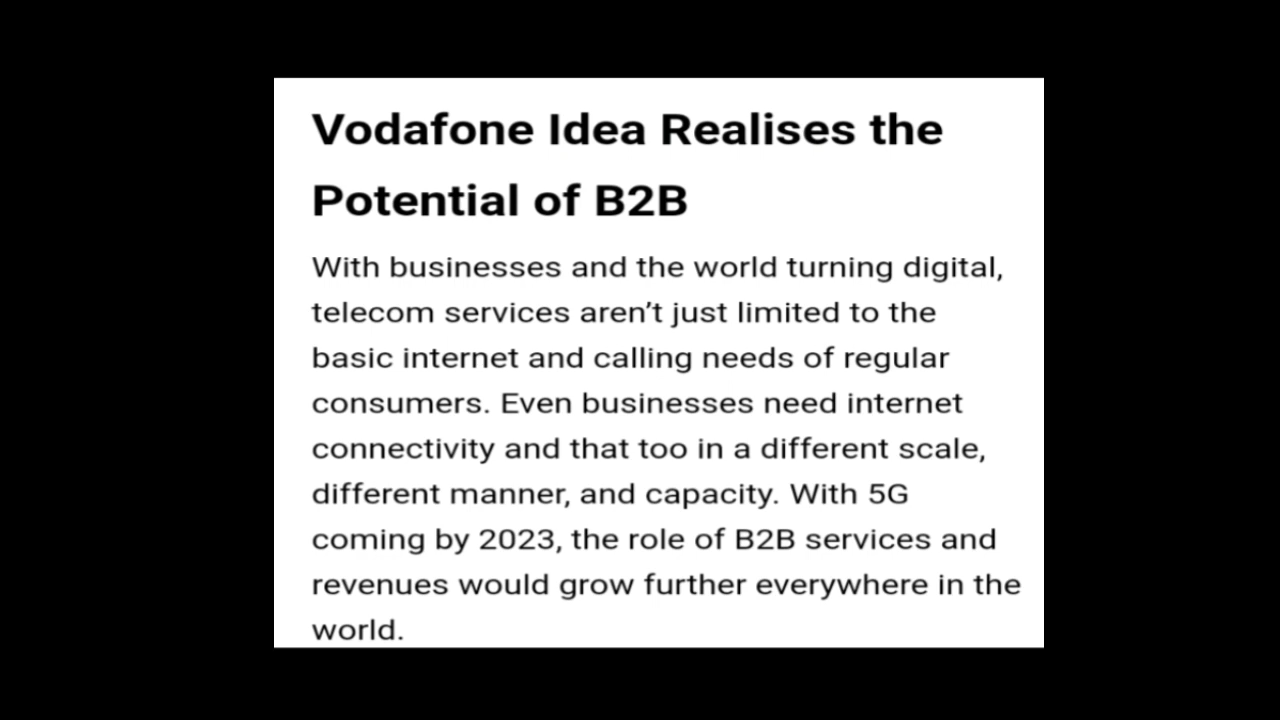 Vodafone Idea Realises the
Potential of B2B
With businesses and the world turning digital,
telecom services aren’t just limited to the
basic internet and calling needs of regular
consumers. Even businesses need internet
connectivity and that too in a different scale,
different manner, and capacity. With 5G
coming by 2023, the role of B2B services and
revenues would grow further everywhere in the
world.